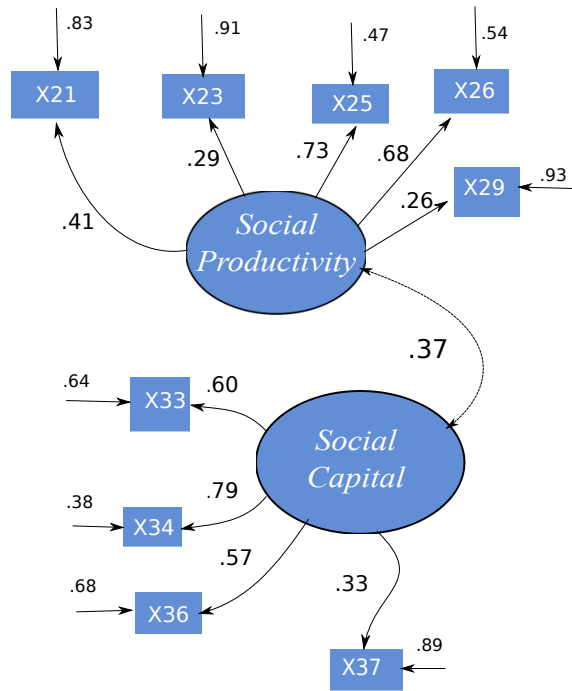 .83
.91
.47
.54
X21
X23
X25
X26
.29
.73
.68
X29
.93
.26
.41
Social
Productivity
.37
.64
.60
X33
Social
Capital
.79
.38
X34
.57
.68
X36
.33
.89
X37